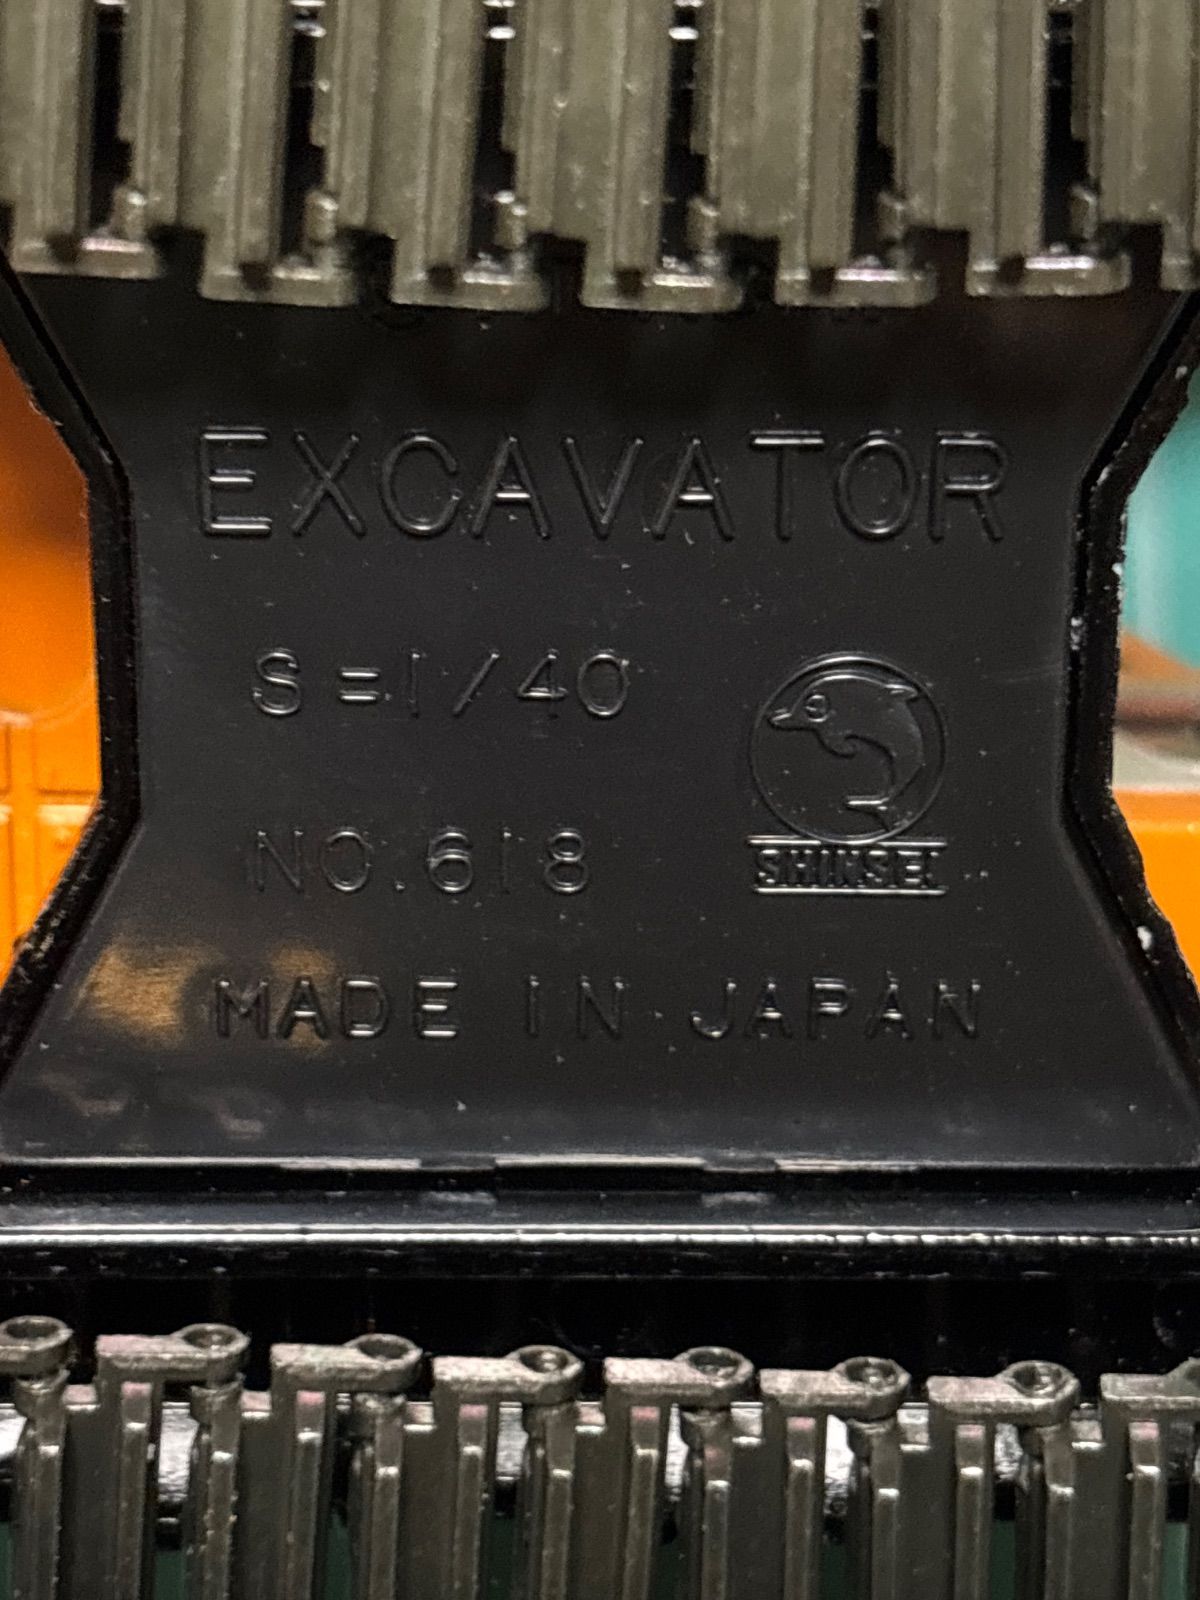 EXCAVATOR
S=1/40
NO.618
SHINSEI
MADE IN JAPAN